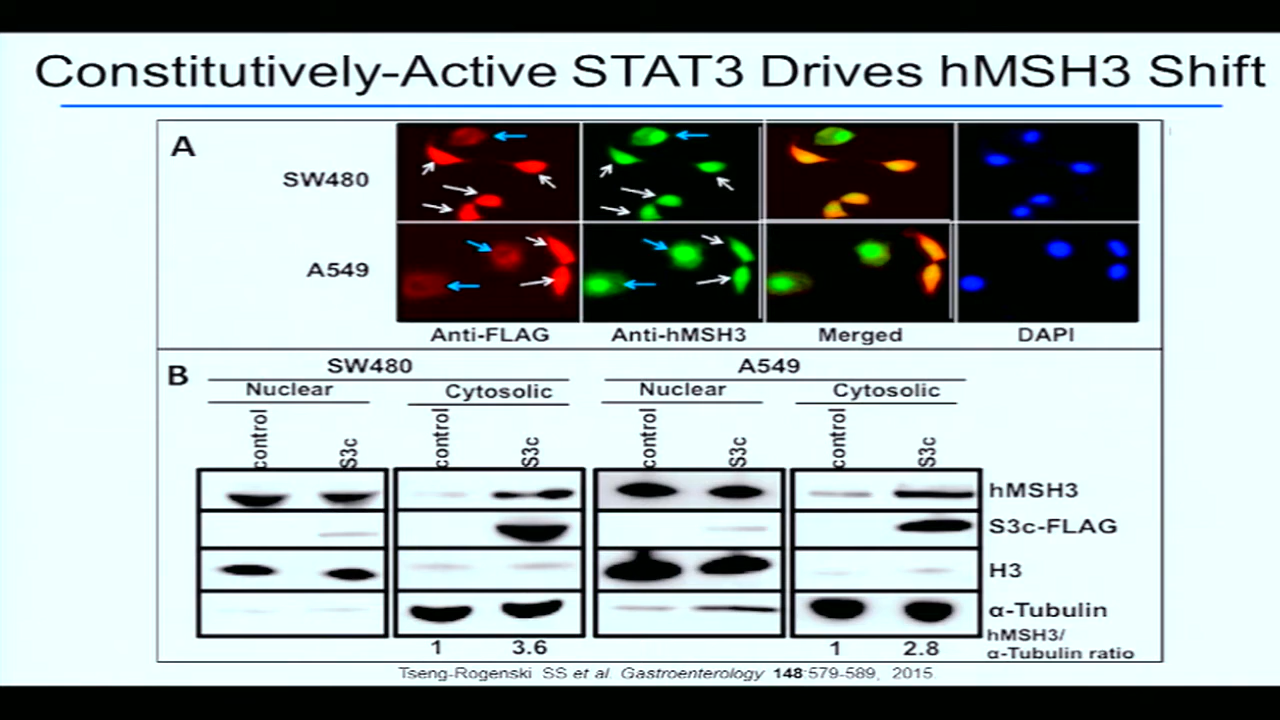 Constitutively-Active STAT3 Drives hMSH3 Shift
A
SW480
A549
Anti-FLAG Anti-hMSH3 Merged DAPI
B
SW480 A549
Nuclear Cytosolic Nuclear Cytosolic
control S3c control S3c control S3c control S3c
hMSH3
S3c-FLAG
H3
α-Tubulin
hMSH3/
1 3.6 1 2.8 α-Tubulin ratio
Tseng-Rogenski SS et al. Gastroenterology 148:579-589, 2015.